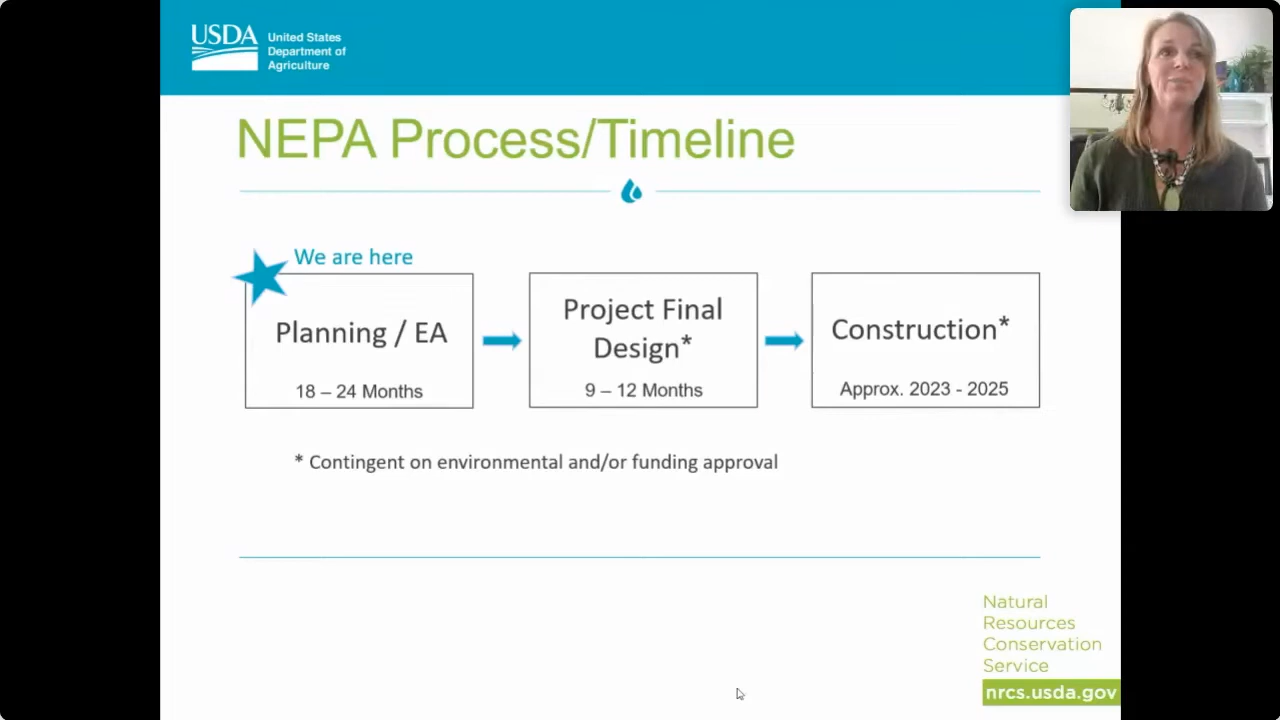 USDA
United States
Department of
Agriculture
NEPA Process/Timeline
We are here
Planning / EA
18 – 24 Months
Project Final
Design*
9 – 12 Months
Construction*
Approx. 2023 - 2025
* Contingent on environmental and/or funding approval
Natural
Resources
Conservation
Service
nrcs.usda.gov